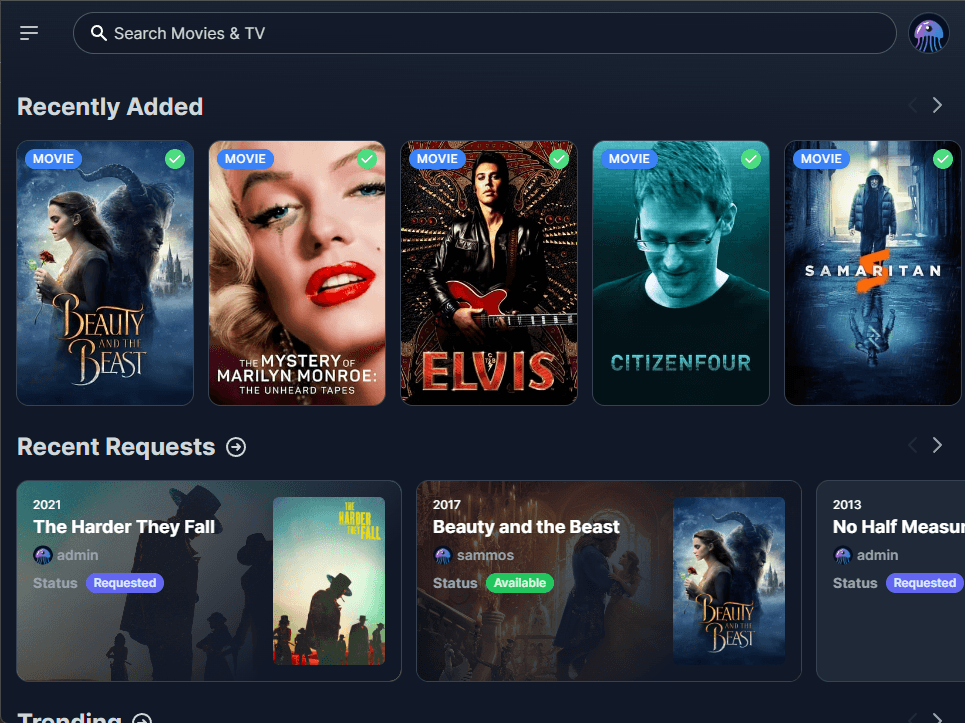 Search Movies & TV
Recently Added
MOVIE
MOVIE
MOVIE
MOVIE
MOVIE
BEAUTY
AND THE
BEAST
THE MYSTERY OF
MARILYN MONROE:
THE UNHEARD TAPES
ELVIS
CITIZENFOUR
SAMARITAN
Recent Requests
2021
The Harder They Fall
admin
Status Requested
THE
HARDER
THEY
FALL
2017
Beauty and the Beast
sammos
Status Available
BEAUTY
AND THE
BEAST
2013
No Half Measur
admin
Status Requested
Trending